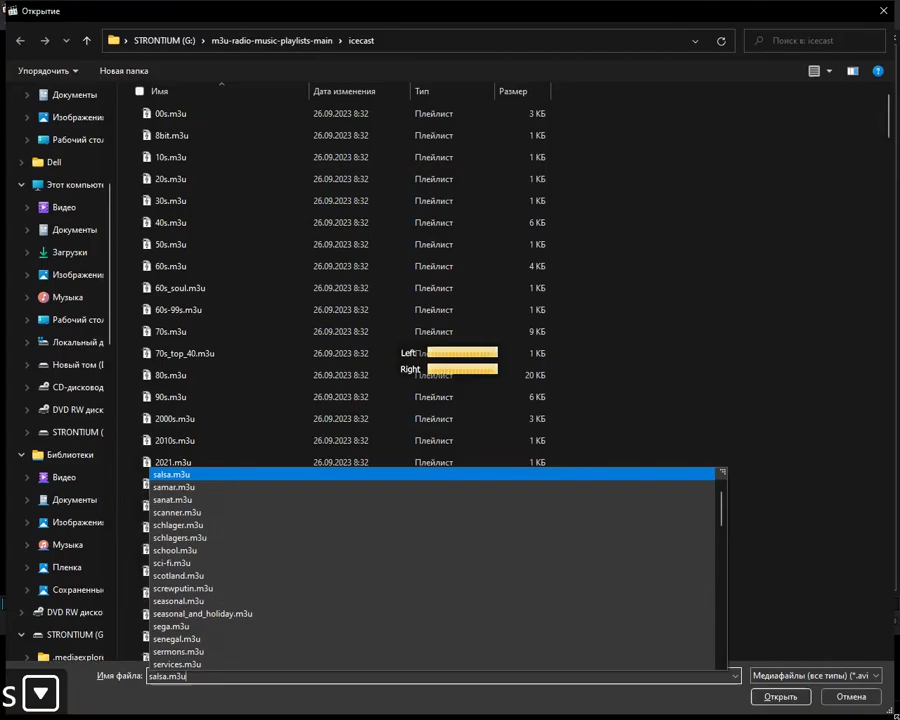 Открытие
STRONTIUM (G:) › m3u-radio-music-playlists-main › icecast
Поиск в: icecast
Упорядочить
Новая папка
Имя
Дата изменения
Тип
Размер
Документы
Изображени
Рабочий стол
Dell
Этот компьюте
Видео
Документы
Загрузки
Изображени
Музыка
Рабочий стол
Локальный д
Новый том (D
CD-дисковод
DVD RW диск
STRONTIUM (
Библиотеки
Видео
Документы
Изображени
Музыка
Пленка
Сохраненны
DVD RW диско
STRONTIUM (G
.mediaexplore
00s.m3u 26.09.2023 8:32 Плейлист 3 КБ
8bit.m3u 26.09.2023 8:32 Плейлист 1 КБ
10s.m3u 26.09.2023 8:32 Плейлист 1 КБ
20s.m3u 26.09.2023 8:32 Плейлист 1 КБ
30s.m3u 26.09.2023 8:32 Плейлист 1 КБ
40s.m3u 26.09.2023 8:32 Плейлист 6 КБ
50s.m3u 26.09.2023 8:32 Плейлист 1 КБ
60s.m3u 26.09.2023 8:32 Плейлист 4 КБ
60s_soul.m3u 26.09.2023 8:32 Плейлист 1 КБ
60s-99s.m3u 26.09.2023 8:32 Плейлист 1 КБ
70s.m3u 26.09.2023 8:32 Плейлист 9 КБ
70s_top_40.m3u 26.09.2023 8:32 1 КБ
80s.m3u 26.09.2023 8:32 Плейлист 20 КБ
90s.m3u 26.09.2023 8:32 Плейлист 6 КБ
2000s.m3u 26.09.2023 8:32 Плейлист 3 КБ
2010s.m3u 26.09.2023 8:32 Плейлист 1 КБ
2021.m3u 26.09.2023 8:32 Плейлист 1 КБ
Left
Right
salsa.m3u
samar.m3u
sanat.m3u
scanner.m3u
schlager.m3u
schlagers.m3u
school.m3u
sci-fi.m3u
scotland.m3u
screwputin.m3u
seasonal.m3u
seasonal_and_holiday.m3u
sega.m3u
senegal.m3u
sermons.m3u
services.m3u
Имя файла: salsa.m3u
Медиафайлы (все типы) (*.avi
Открыть
Отмена
s